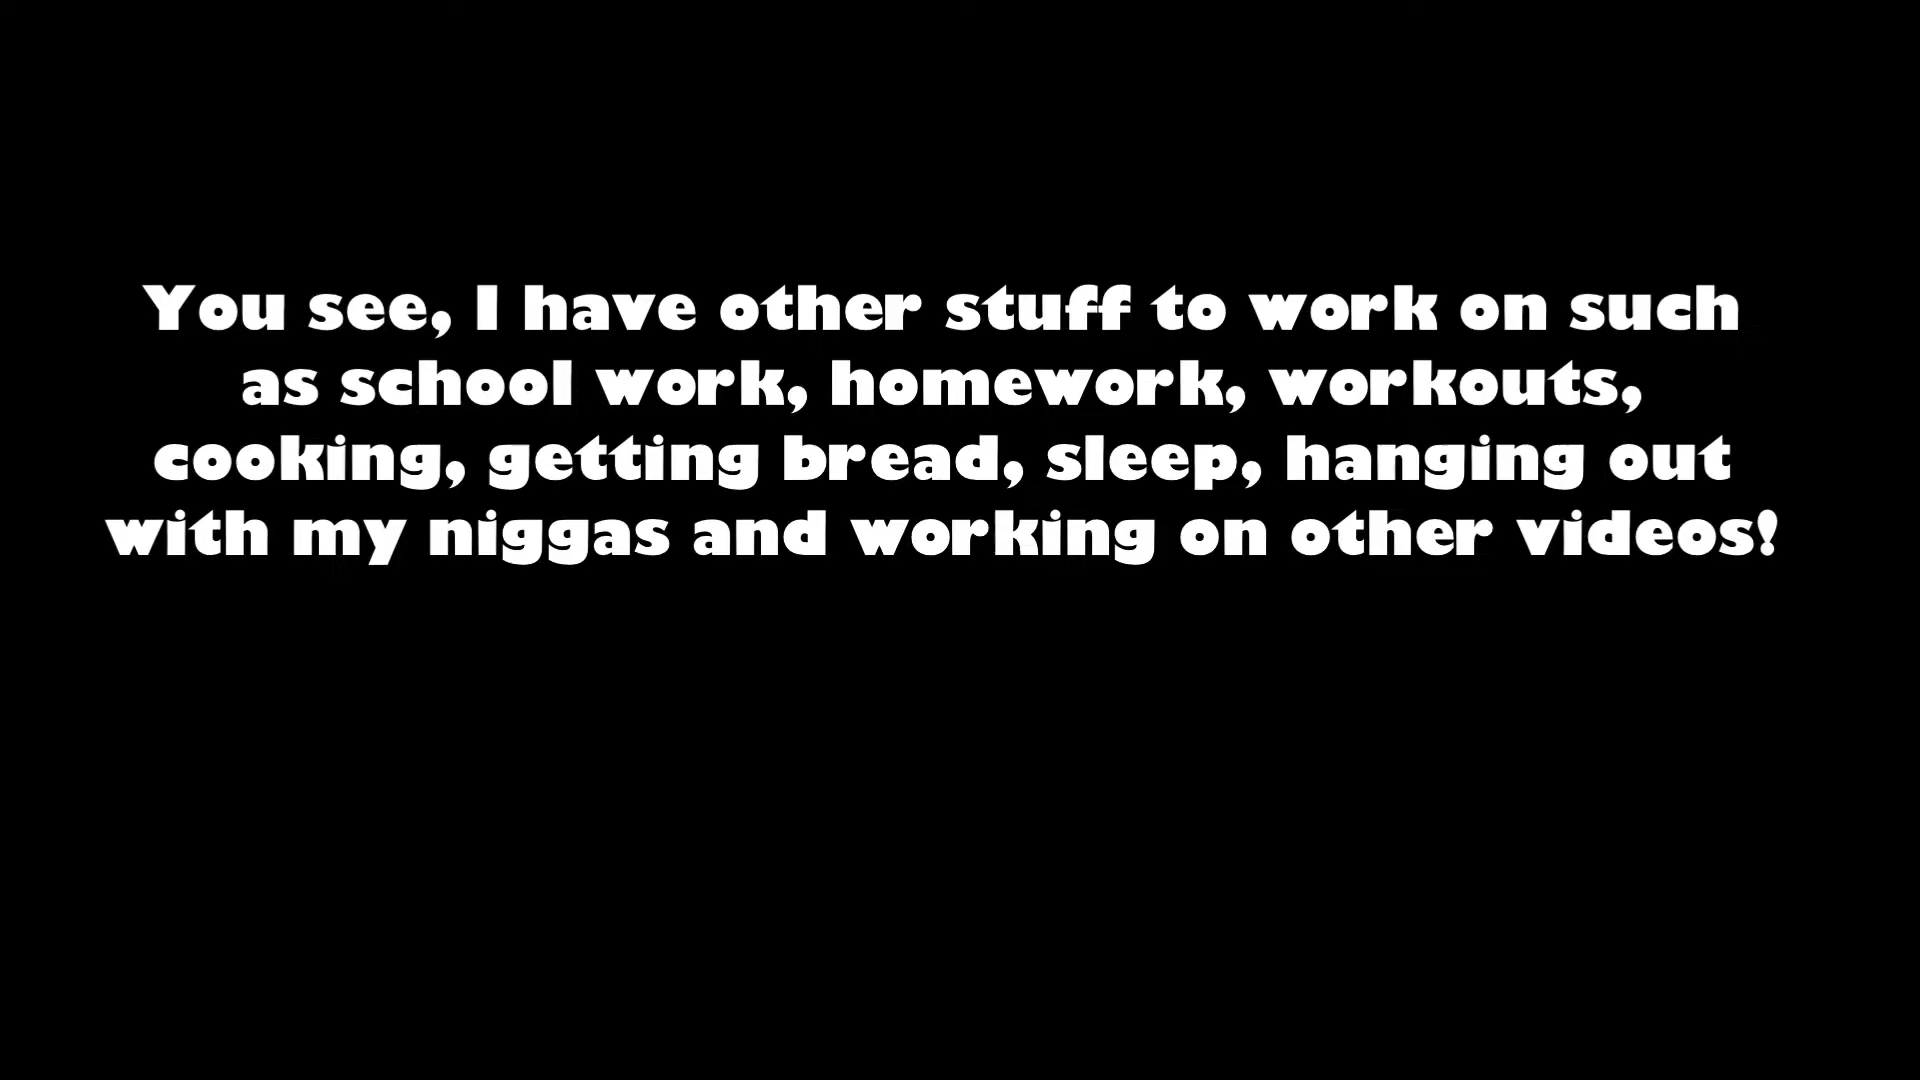 You see, I have other stuff to work on such
as school work, homework, workouts,
cooking, getting bread, sleep, hanging out
with my niggas and working on other videos!